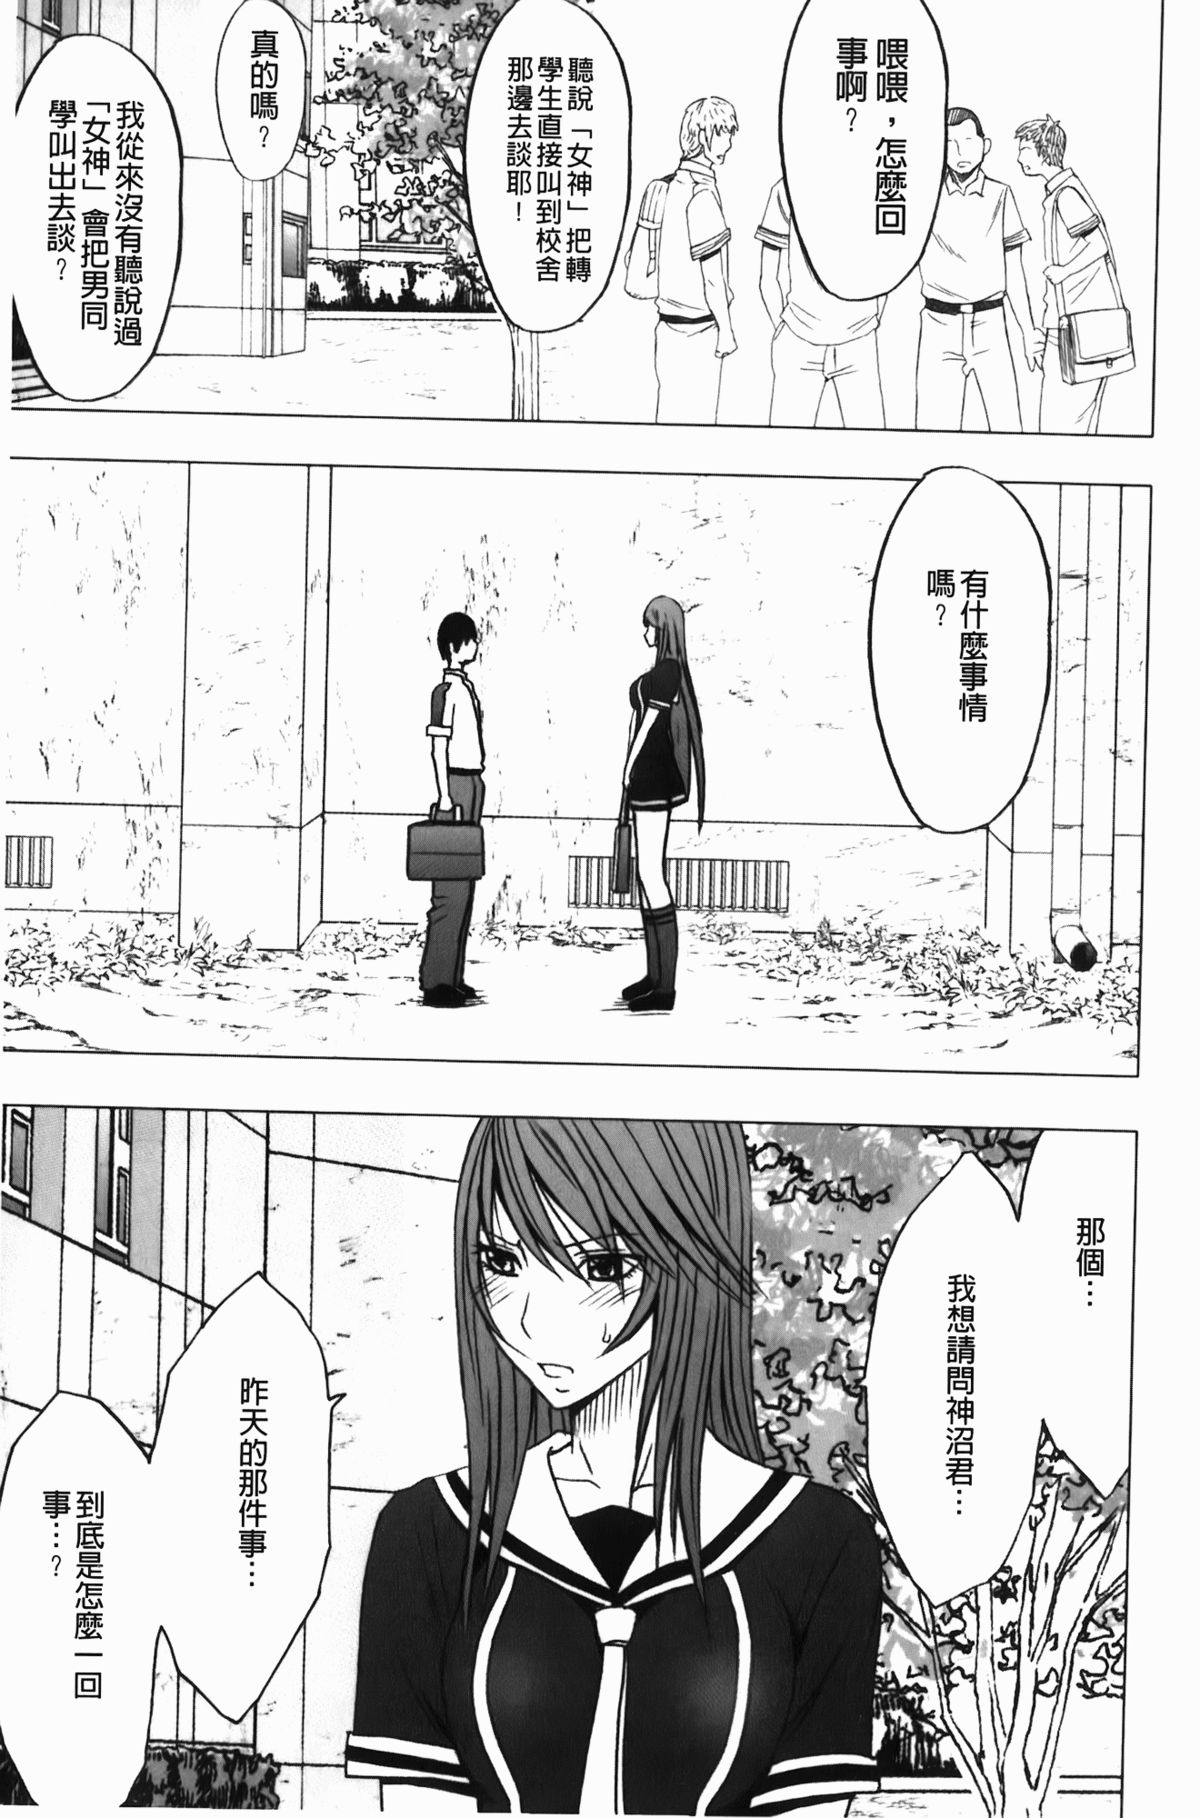 喂喂，怎麼回
事啊？
聽說「女神」把轉
學生直接叫到校舍
那邊去談耶！
真的嗎？
我從來沒有聽說過
「女神」會把男同
學叫出去談？
有什麼事情
嗎？
那個…
我想請問神沼君…
昨天的那件事…
到底是怎麼一回
事…？